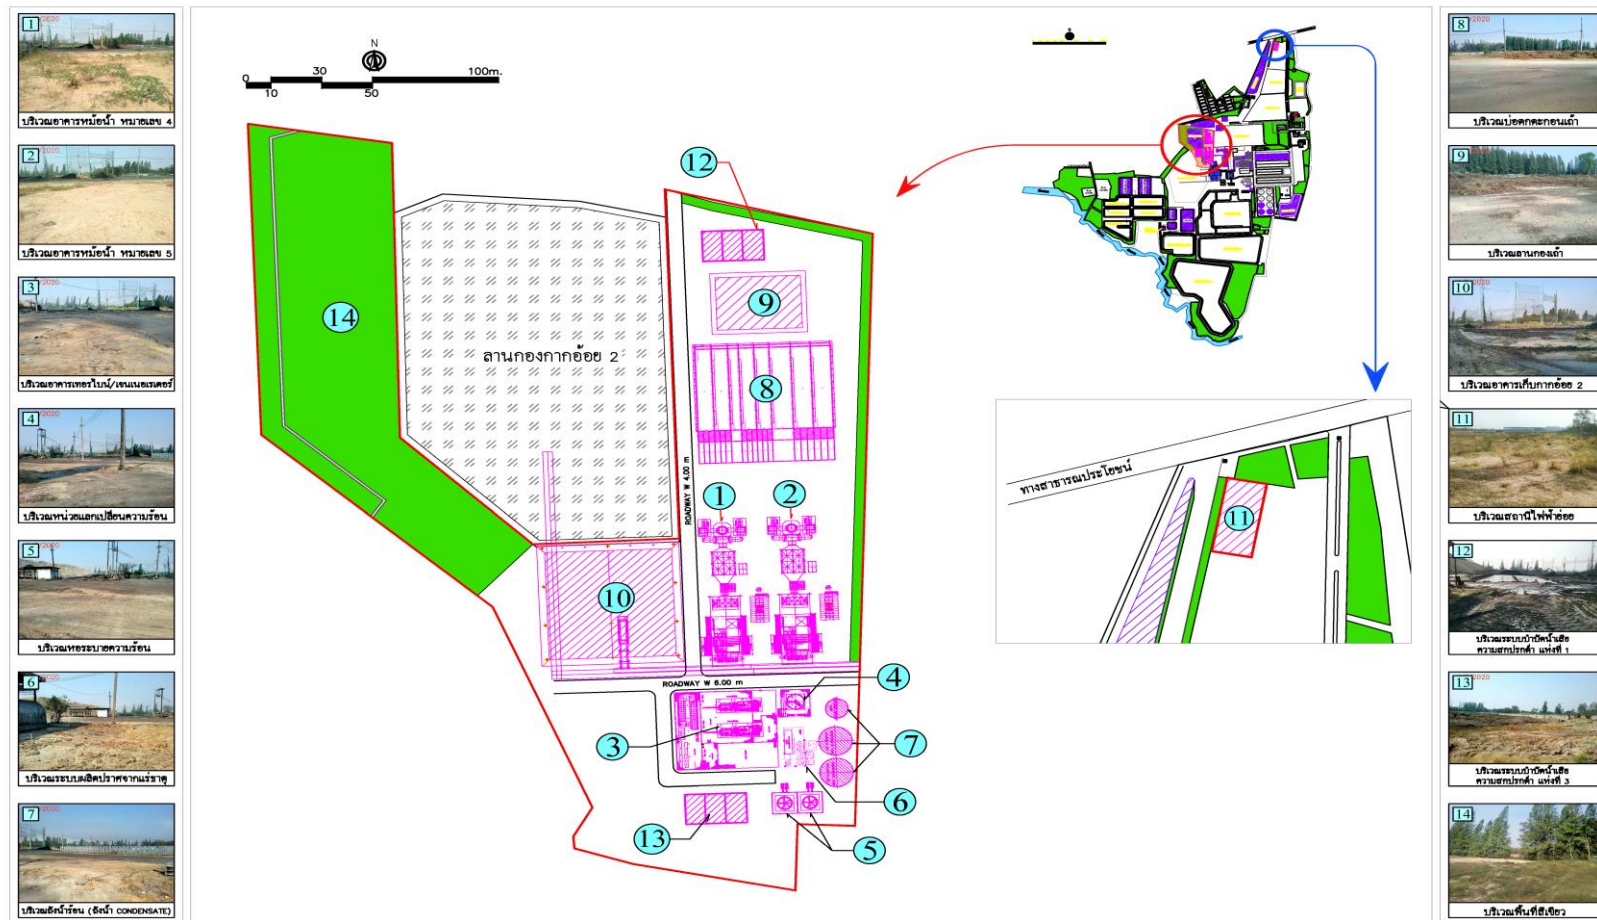 1
2020
บริเวณอาคารหม้อน้ำ หมายเลข 4
2
2020
บริเวณอาคารหม้อน้ำ หมายเลข 5
3
2020
บริเวณอาคารเทอร์ไบน์/เจนเนอเรเตอร์
4
บริเวณหน่วยแลกเปลี่ยนความร้อน
5
2020
บริเวณหอระบายความร้อน
6
2020
บริเวณระบบผลิตปราศจากแร่ธาตุ
7
2020
บริเวณถังน้ำร้อน (ถังน้ำ CONDENSATE)
N
0 30 100m.
10 50
12
14
9
ลานกองกากอ้อย 2
8
ROADWAY W 4.00 m
1
2
10
ROADWAY W 6.00 m
4
3
7
6
13
5
ทางสาธารณประโยชน์
11
8
2020
บริเวณบ่อตกตะกอนเถ้า
9
2020
บริเวณลานกองเถ้า
10
2020
บริเวณอาคารเก็บกากอ้อย 2
11
บริเวณสถานีไฟฟ้าย่อย
12
2020
บริเวณระบบบำบัดน้ำเสีย
ความสกปรกต่ำ แห่งที่ 1
13
2020
บริเวณระบบบำบัดน้ำเสีย
ความสกปรกต่ำ แห่งที่ 3
14
บริเวณพื้นที่สีเขียว